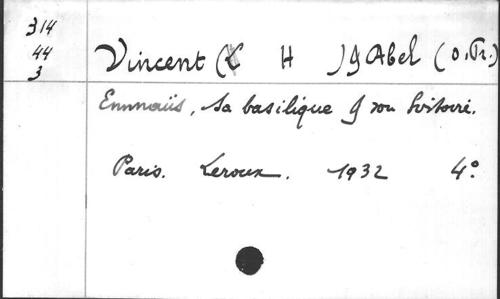 314
44
3
Vincent (L H ) & Abel (O. Pr.)
Emmaüs, sa basilique & son histoire.
Paris. Leroux. 1932 4°